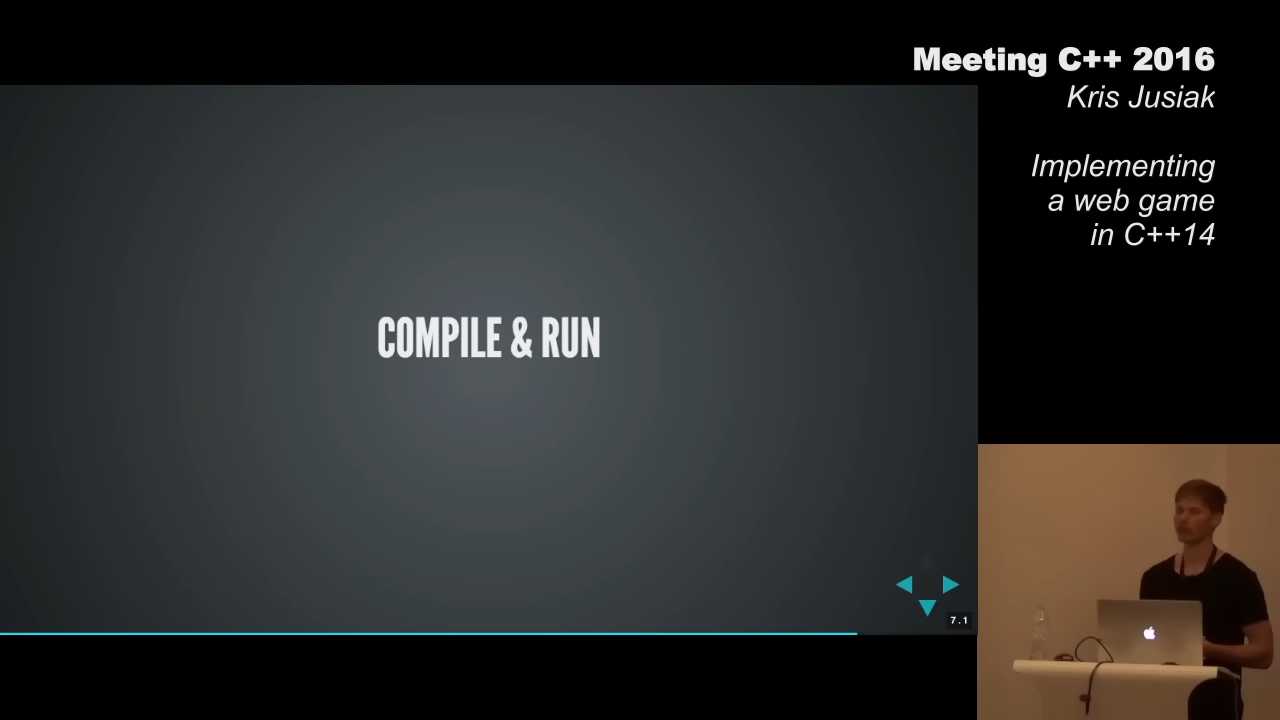 Meeting C++ 2016
Kris Jusiak
Implementing
a web game
in C++14
COMPILE & RUN
7.1